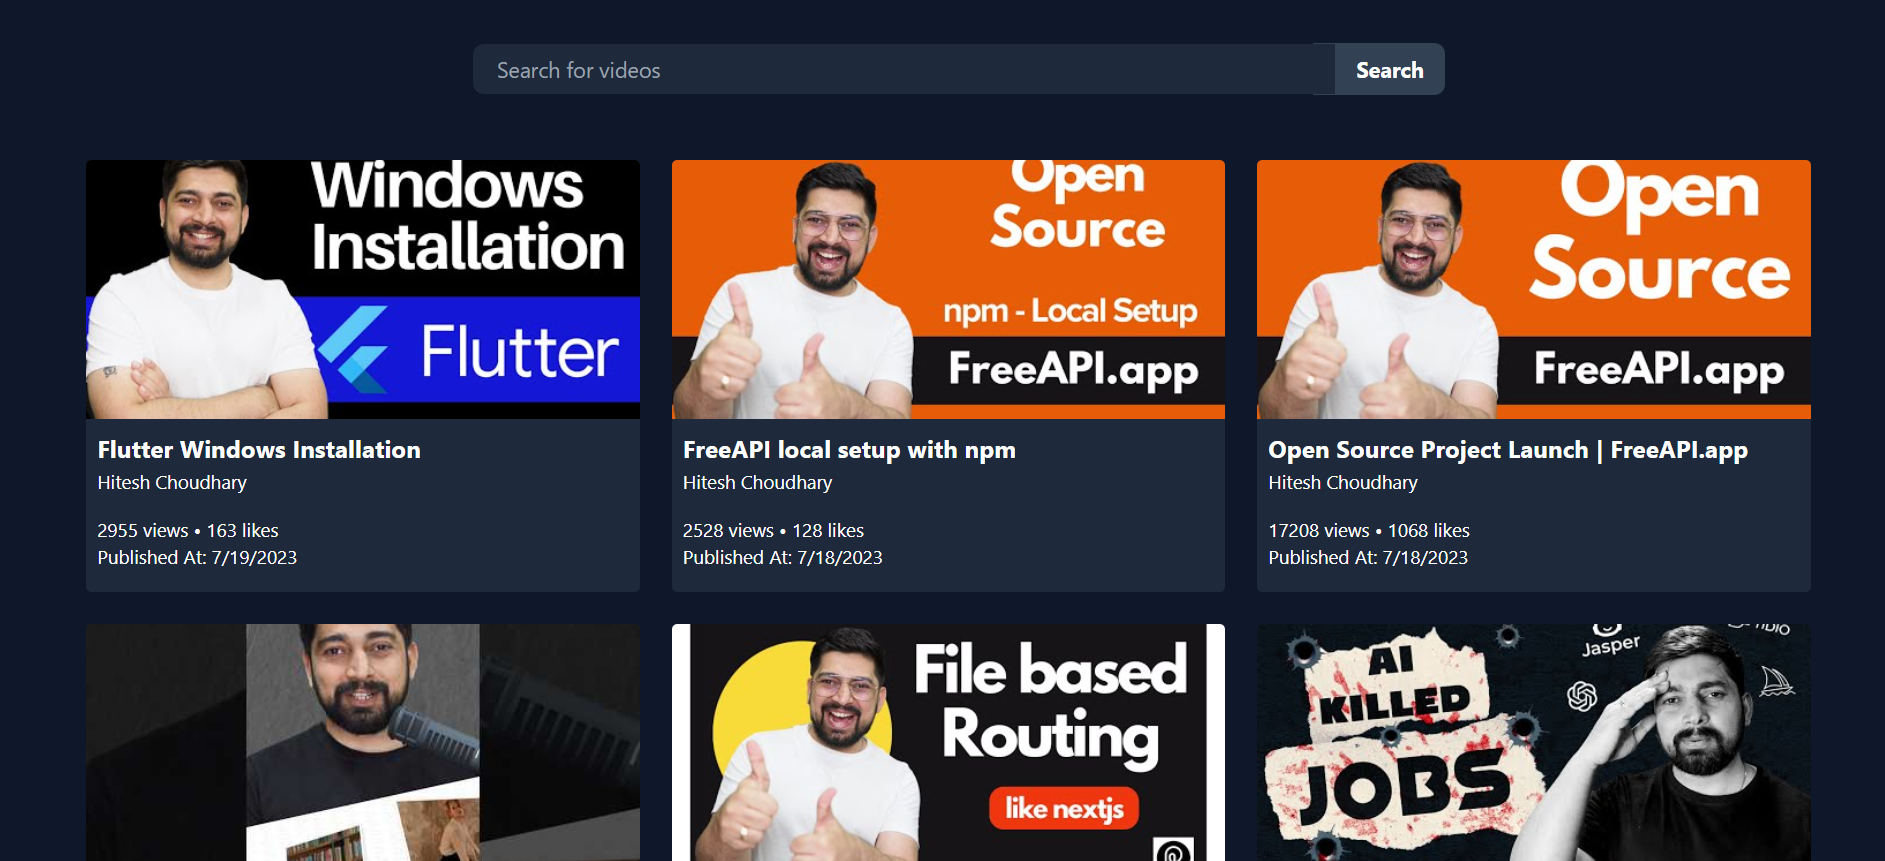 Search for videos
Search
Windows
Installation
Flutter
Flutter Windows Installation
Hitesh Choudhary
2955 views • 163 likes
Published At: 7/19/2023
Open
Source
npm - Local Setup
FreeAPI.app
FreeAPI local setup with npm
Hitesh Choudhary
2528 views • 128 likes
Published At: 7/18/2023
Open
Source
FreeAPI.app
Open Source Project Launch | FreeAPI.app
Hitesh Choudhary
17208 views • 1068 likes
Published At: 7/18/2023
File based
Routing
like nextjs
AI
KILLED
JOBS
Jasper